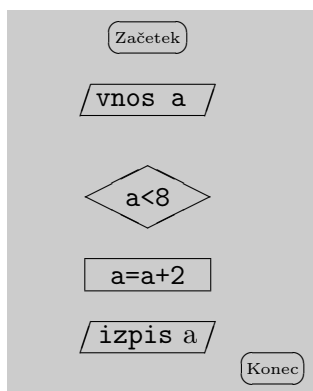 Začetek
vnos a
a<8
a=a+2
izpis a
Konec